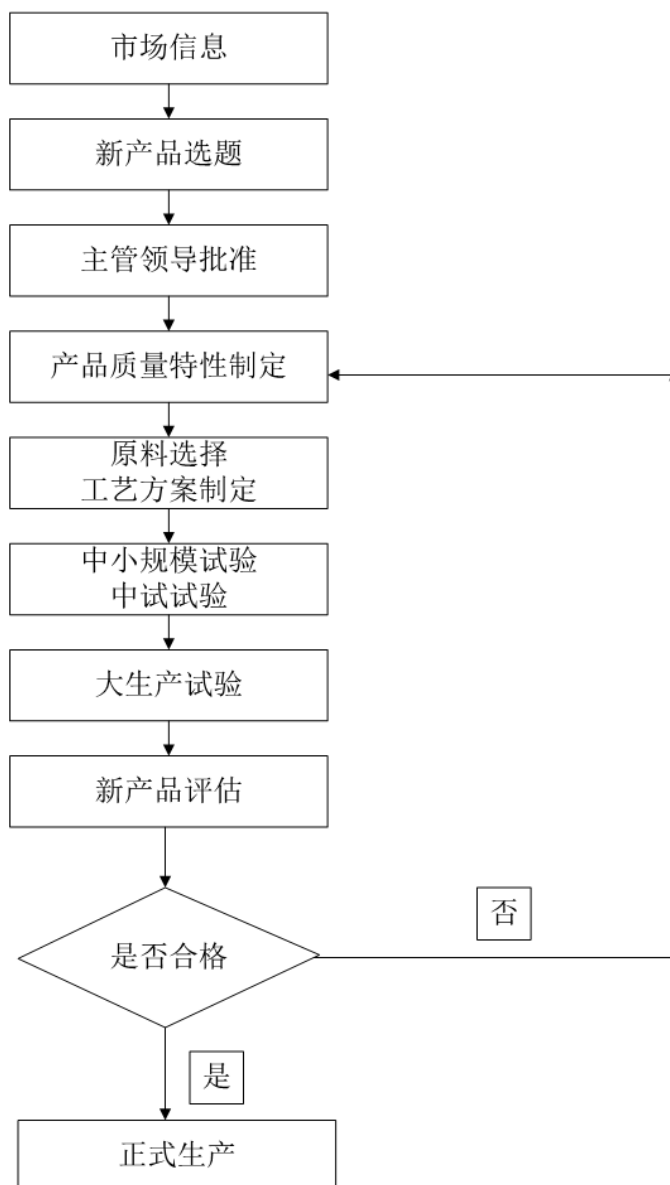 市场信息
新产品选题
主管领导批准
产品质量特性制定
原料选择
工艺方案制定
中小规模试验
中试试验
大生产试验
新产品评估
是否合格
否
是
正式生产